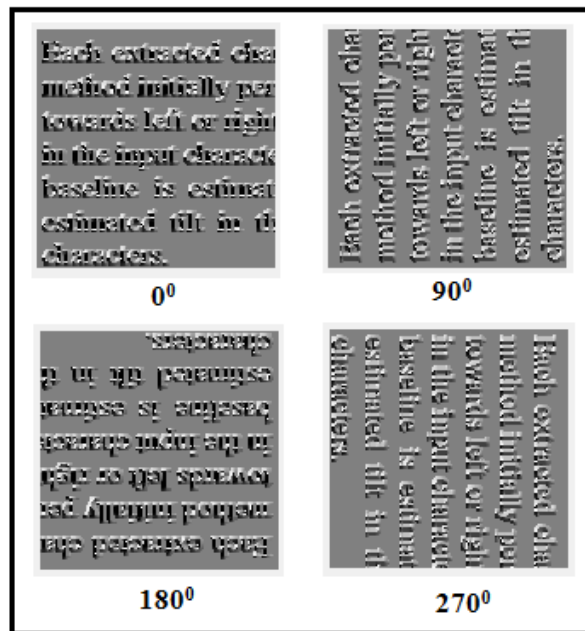 Each extracted cha
method initially per
towards left or right
in the input characte
baseline is estimat
estimated tilt in th
characters.
0⁰
Each extracted cha
method initially per
towards left or righ
in the input characte
baseline is estimat
estimated tilt in th
characters.
90⁰
Each extracted cha
method initially per
towards left or righ
in the input charact
baseline is estimat
estimated tilt in th
characters.
180⁰
Each extracted cha
method initially per
towards left or righ
in the input characte
baseline is estimat
estimated tilt in th
characters.
270⁰